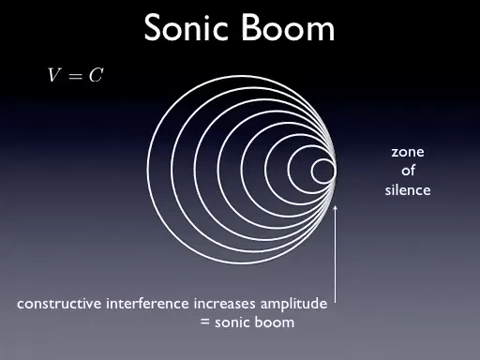 Sonic Boom
V = C
zone
of
silence
constructive interference increases amplitude
= sonic boom